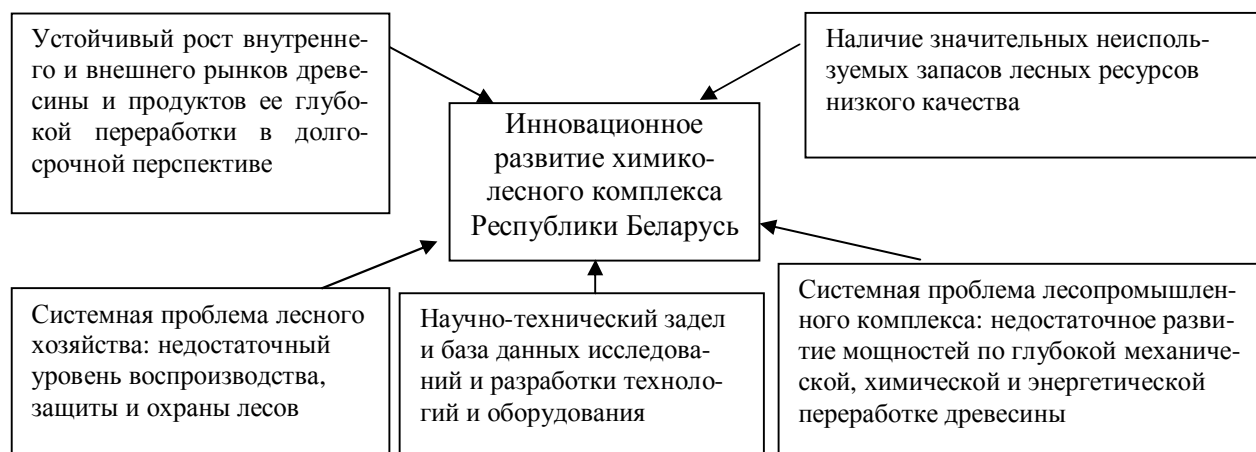 Устойчивый рост внутренне-
го и внешнего рынков древе-
сины и продуктов ее глубо-
кой переработки в долго-
срочной перспективе
Наличие значительных неисполь-
зуемых запасов лесных ресурсов
низкого качества
Инновационное
развитие химико-
лесного комплекса
Республики Беларусь
Системная проблема лесного
хозяйства: недостаточный
уровень воспроизводства,
защиты и охраны лесов
Научно-технический задел
и база данных исследова-
ний и разработки техноло-
гий и оборудования
Системная проблема лесопромышлен-
ного комплекса: недостаточное разви-
тие мощностей по глубокой механиче-
ской, химической и энергетической
переработке древесины